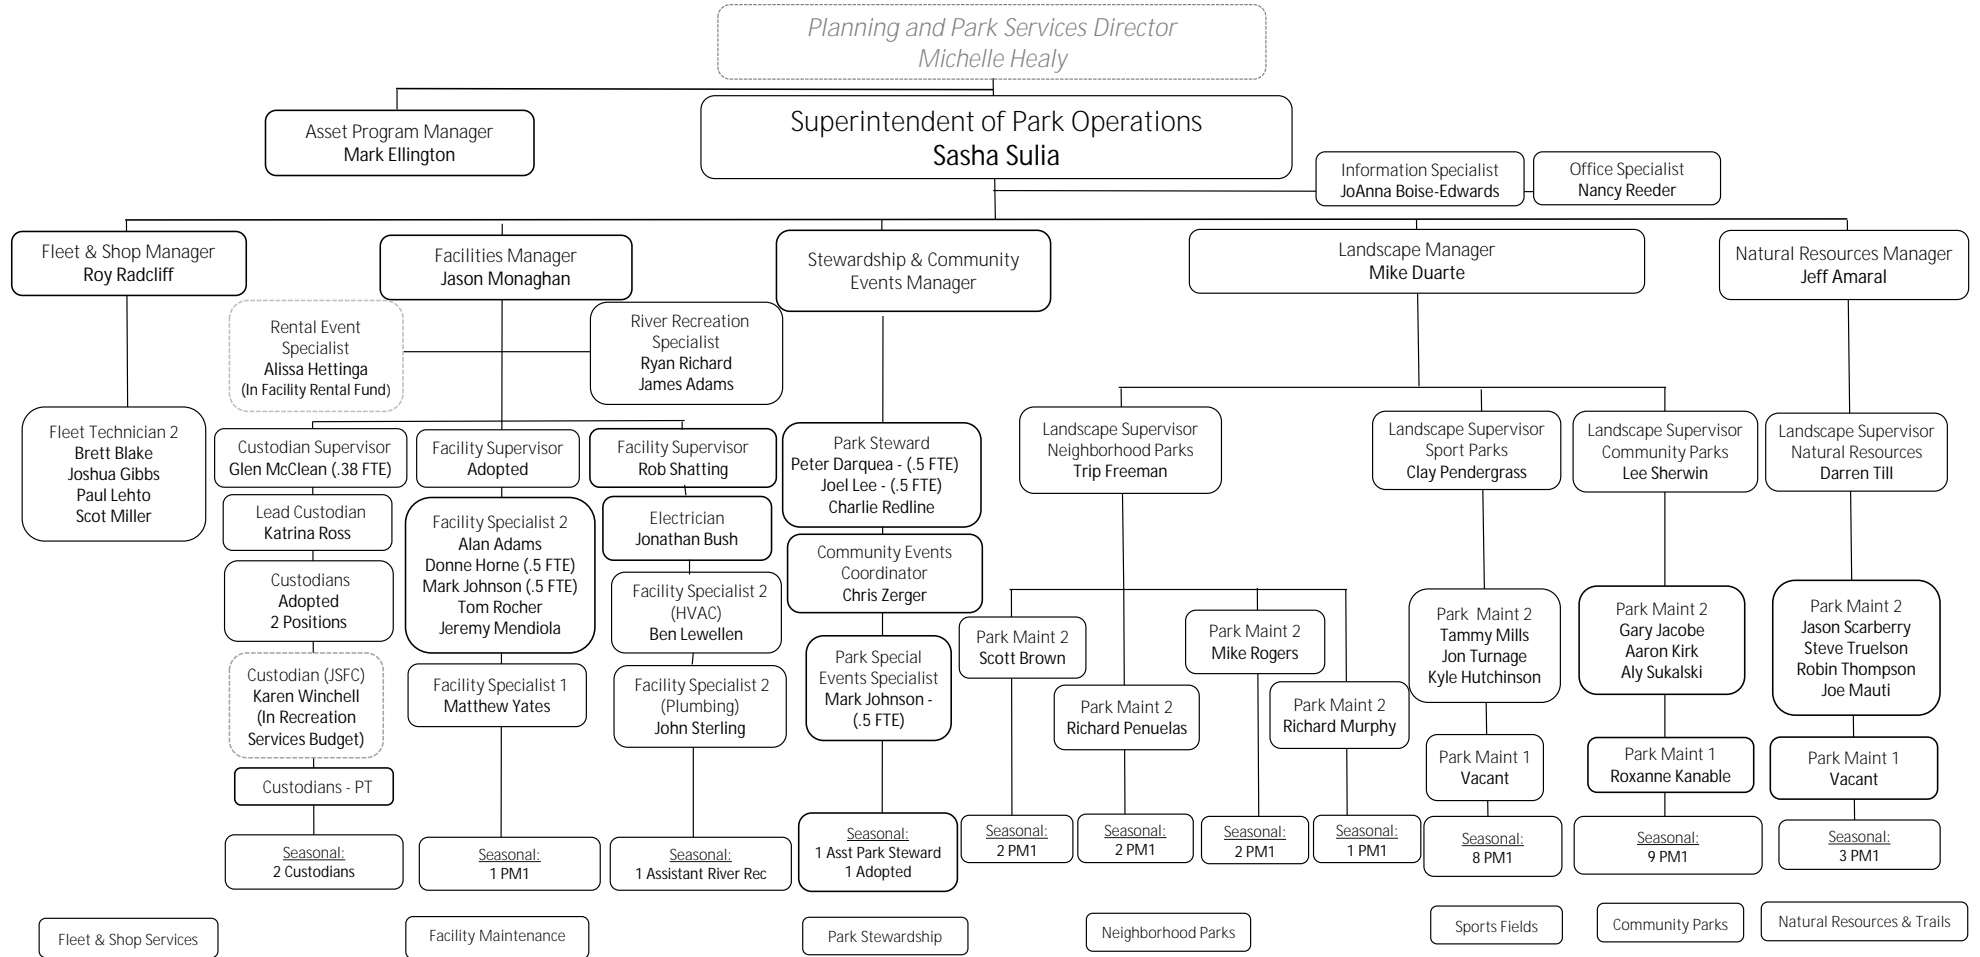 Planning and Park Services Director
Michelle Healy
Asset Program Manager
Mark Ellington
Superintendent of Park Operations
Sasha Sulia
Information Specialist
JoAnna Boise-Edwards
Office Specialist
Nancy Reeder
Fleet & Shop Manager
Roy Radcliff
Facilities Manager
Jason Monaghan
Stewardship & Community
Events Manager
Landscape Manager
Mike Duarte
Natural Resources Manager
Jeff Amaral
Rental Event
Specialist
Alissa Hettinga
(In Facility Rental Fund)
River Recreation
Specialist
Ryan Richard
James Adams
Fleet Technician 2
Brett Blake
Joshua Gibbs
Paul Lehto
Scot Miller
Custodian Supervisor
Glen McClean (.38 FTE)
Lead Custodian
Katrina Ross
Custodians
Adopted
2 Positions
Custodian (JSFC)
Karen Winchell
(In Recreation
Services Budget)
Custodians - PT
Seasonal:
2 Custodians
Facility Supervisor
Adopted
Facility Specialist 2
Alan Adams
Donne Horne (.5 FTE)
Mark Johnson (.5 FTE)
Tom Rocher
Jeremy Mendiola
Facility Specialist 1
Matthew Yates
Seasonal:
1 PM1
Facility Supervisor
Rob Shatting
Electrician
Jonathan Bush
Facility Specialist 2
(HVAC)
Ben Lewellen
Facility Specialist 2
(Plumbing)
John Sterling
Seasonal:
1 Assistant River Rec
Park Steward
Peter Darquea - (.5 FTE)
Joel Lee - (.5 FTE)
Charlie Redline
Community Events
Coordinator
Chris Zerger
Park Special
Events Specialist
Mark Johnson -
(.5 FTE)
Seasonal:
1 Asst Park Steward
1 Adopted
Landscape Supervisor
Neighborhood Parks
Trip Freeman
Park Maint 2
Scott Brown
Seasonal:
2 PM1
Park Maint 2
Richard Penuelas
Seasonal:
2 PM1
Park Maint 2
Mike Rogers
Seasonal:
2 PM1
Park Maint 2
Richard Murphy
Seasonal:
1 PM1
Landscape Supervisor
Sport Parks
Clay Pendergrass
Park Maint 2
Tammy Mills
Jon Turnage
Kyle Hutchinson
Park Maint 1
Vacant
Seasonal:
8 PM1
Landscape Supervisor
Community Parks
Lee Sherwin
Park Maint 2
Gary Jacobe
Aaron Kirk
Aly Sukalski
Park Maint 1
Roxanne Kanable
Seasonal:
9 PM1
Landscape Supervisor
Natural Resources
Darren Till
Park Maint 2
Jason Scarberry
Steve Truelson
Robin Thompson
Joe Mauti
Park Maint 1
Vacant
Seasonal:
3 PM1
Fleet & Shop Services
Facility Maintenance
Park Stewardship
Neighborhood Parks
Sports Fields
Community Parks
Natural Resources & Trails